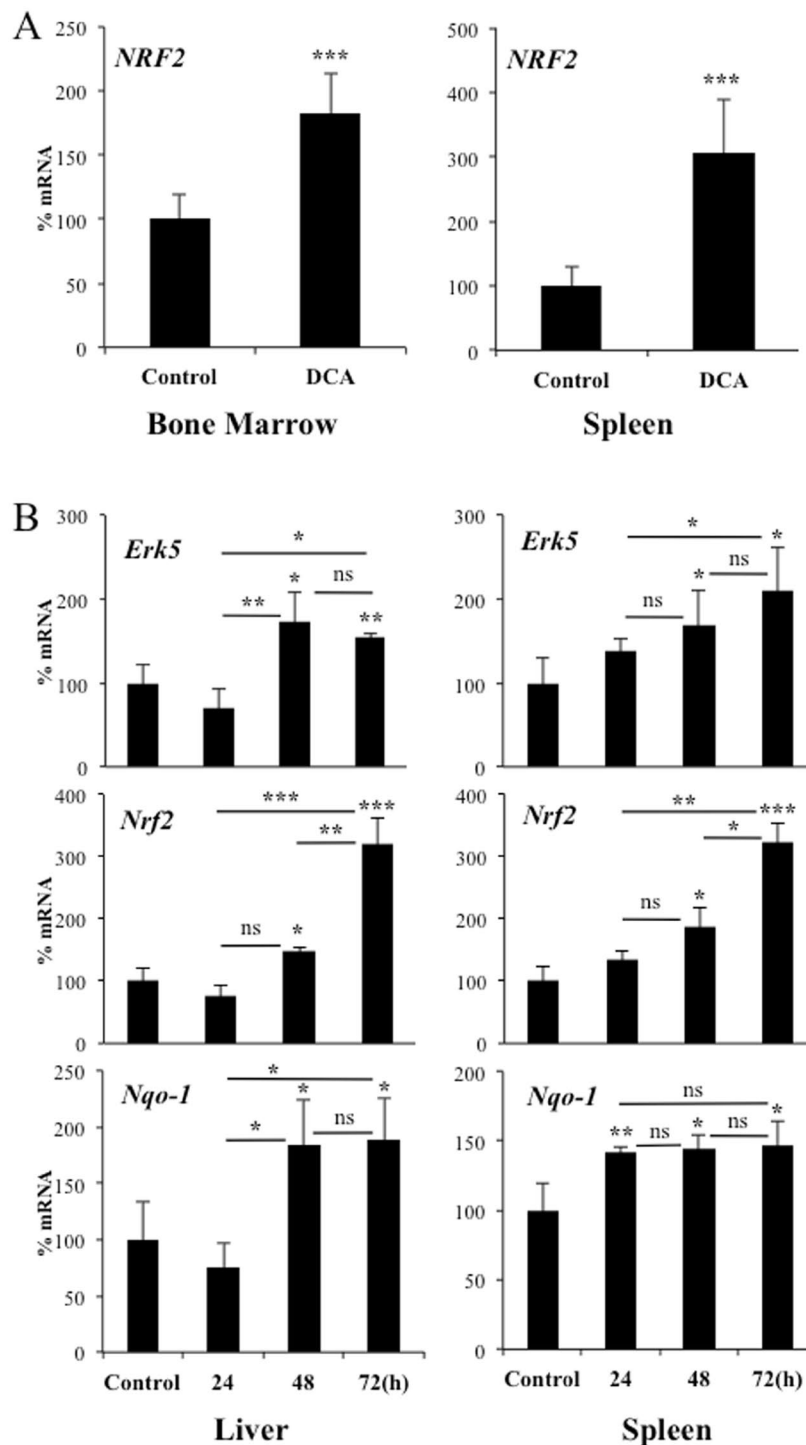 A
NRF2
***
% mRNA
250
200
150
100
50
0
Control DCA
Bone Marrow
NRF2
***
500
400
300
200
100
0
Control DCA
Spleen
B
Erk5
% mRNA
300
200
100
0
*
** * ns **
Erk5
300
200
100
0
*
ns * ns *
Nrf2
% mRNA
400
300
200
100
0
*** ***
**
ns *
Nrf2
400
300
200
100
0
** ***
*
ns *
Nqo-1
% mRNA
250
200
150
100
50
0
*
* * ns *
Control 24 48 72(h)
Liver
Nqo-1
200
150
100
50
0
ns
** ns * ns *
Control 24 48 72(h)
Spleen